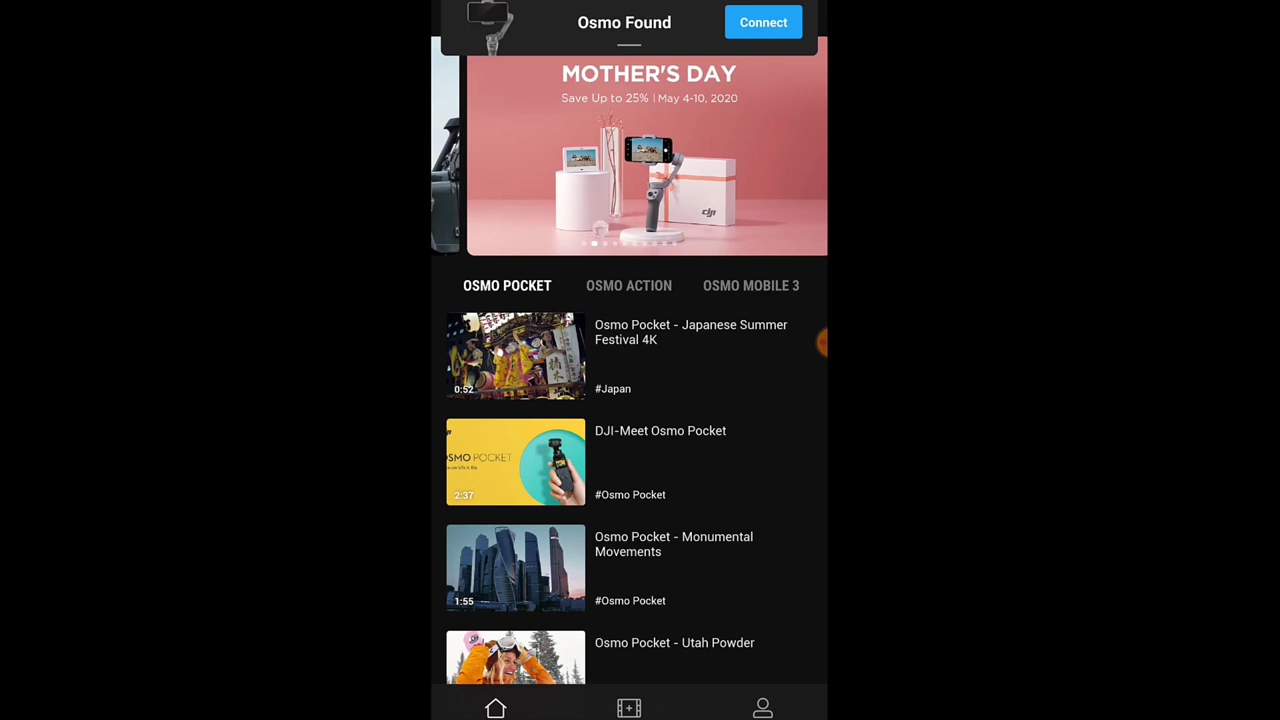 Osmo Found
Connect
MOTHER'S DAY
Save Up to 25% | May 4-10, 2020
dji
OSMO POCKET
OSMO ACTION
OSMO MOBILE 3
Osmo Pocket - Japanese Summer
Festival 4K
0:52
#Japan
DJI-Meet Osmo Pocket
OSMO POCKET
2:37
#Osmo Pocket
Osmo Pocket - Monumental
Movements
1:55
#Osmo Pocket
Osmo Pocket - Utah Powder